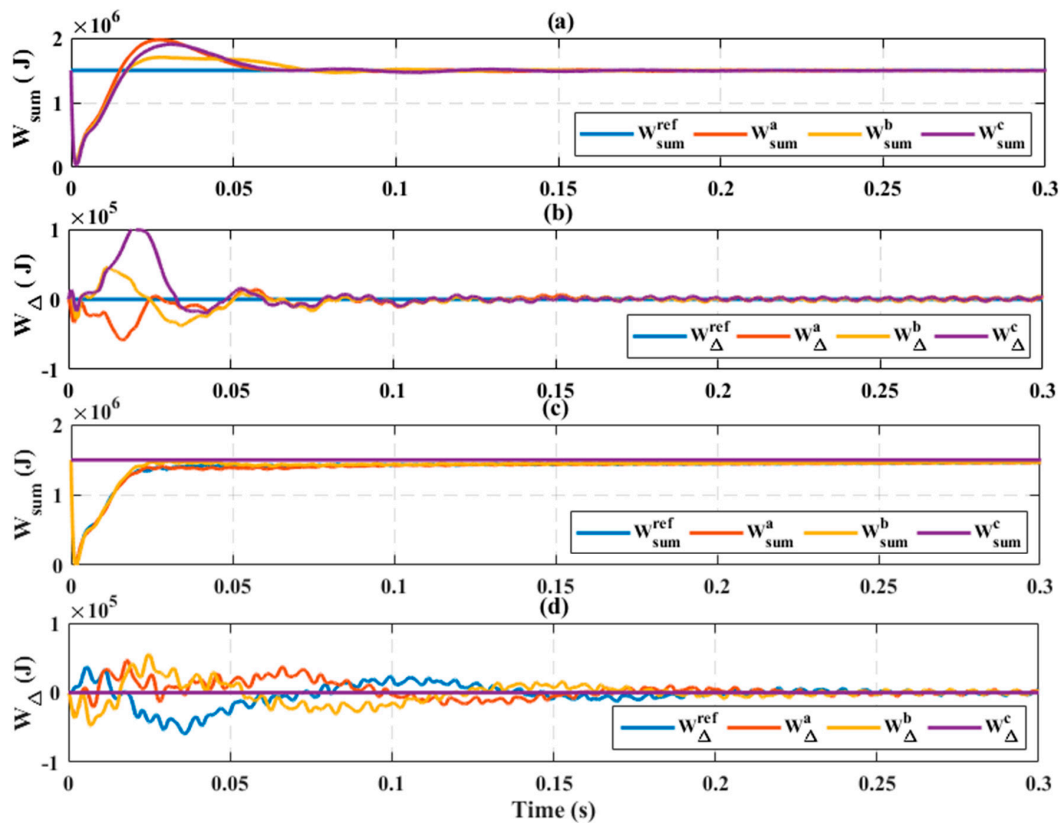 (a)
×10^6
2
1
0
W_sum ( J)
W_sum^ref W_sum^a W_sum^b W_sum^c
0 0.05 0.1 0.15 0.2 0.25 0.3
(b)
×10^5
1
0
-1
W_Δ ( J)
W_Δ^ref W_Δ^a W_Δ^b W_Δ^c
0 0.05 0.1 0.15 0.2 0.25 0.3
(c)
×10^6
2
1
0
W_sum (J)
W_sum^ref W_sum^a W_sum^b W_sum^c
0 0.05 0.1 0.15 0.2 0.25 0.3
(d)
×10^5
1
0
-1
W_Δ (J)
W_Δ^ref W_Δ^a W_Δ^b W_Δ^c
0 0.05 0.1 0.15 0.2 0.25 0.3
Time (s)